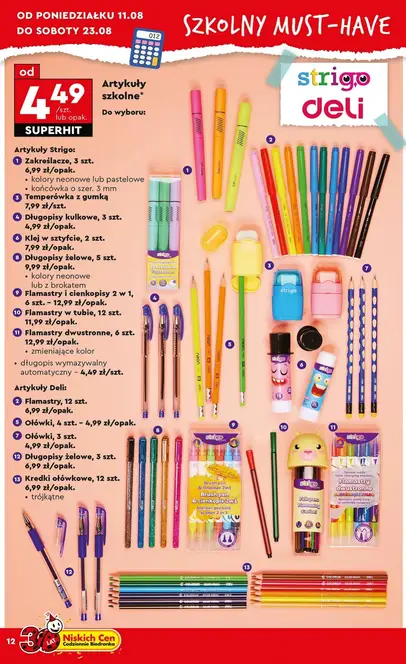 OD PONIEDZIAŁKU 11.08
DO SOBOTY 23.08
SZKOLNY MUST-HAVE
od
4,49
/szt.
lub opak.
SUPERHIT
Artykuły
szkolne*
Do wyboru:
strigo
deli
Artykuły Strigo:
1 Zakreślacze, 3 szt.
6,99 zł/opak.
• kolory neonowe lub pastelowe
• końcówka o szer. 3 mm
3 Temperówka z gumką
7,99 zł/szt.
4 Długopisy kulkowe, 3 szt.
4,99 zł/opak.
6 Klej w sztyfcie, 2 szt.
7,99 zł/opak.
8 Długopisy żelowe, 5 szt.
9,99 zł/opak.
• kolory neonowe
lub z brokatem
9 Flamastry i cienkopisy 2 w 1,
6 szt. – 12,99 zł/opak.
10 Flamastry w tubie, 12 szt.
11,99 zł/opak.
11 Flamastry dwustronne, 6 szt.
12,99 zł/opak.
• zmieniające kolor
• długopis wymazywalny
automatyczny – 4,49 zł/szt.
Artykuły Deli:
2 Flamastry, 12 szt.
6,99 zł/opak.
5 Ołówki, 4 szt. – 4,99 zł/opak.
7 Ołówki, 3 szt.
4,99 zł/opak.
12 Długopisy żelowe, 3 szt.
6,99 zł/opak.
13 Kredki ołówkowe, 12 szt.
6,99 zł/opak.
• trójkątne
1
2
3
4
5
6
7
8
9
10
11
12
13
strigo
strigo
strigo
Flamastry
dwustronne
12
30 LAT
Niskich Cen
Codziennie Biedronka